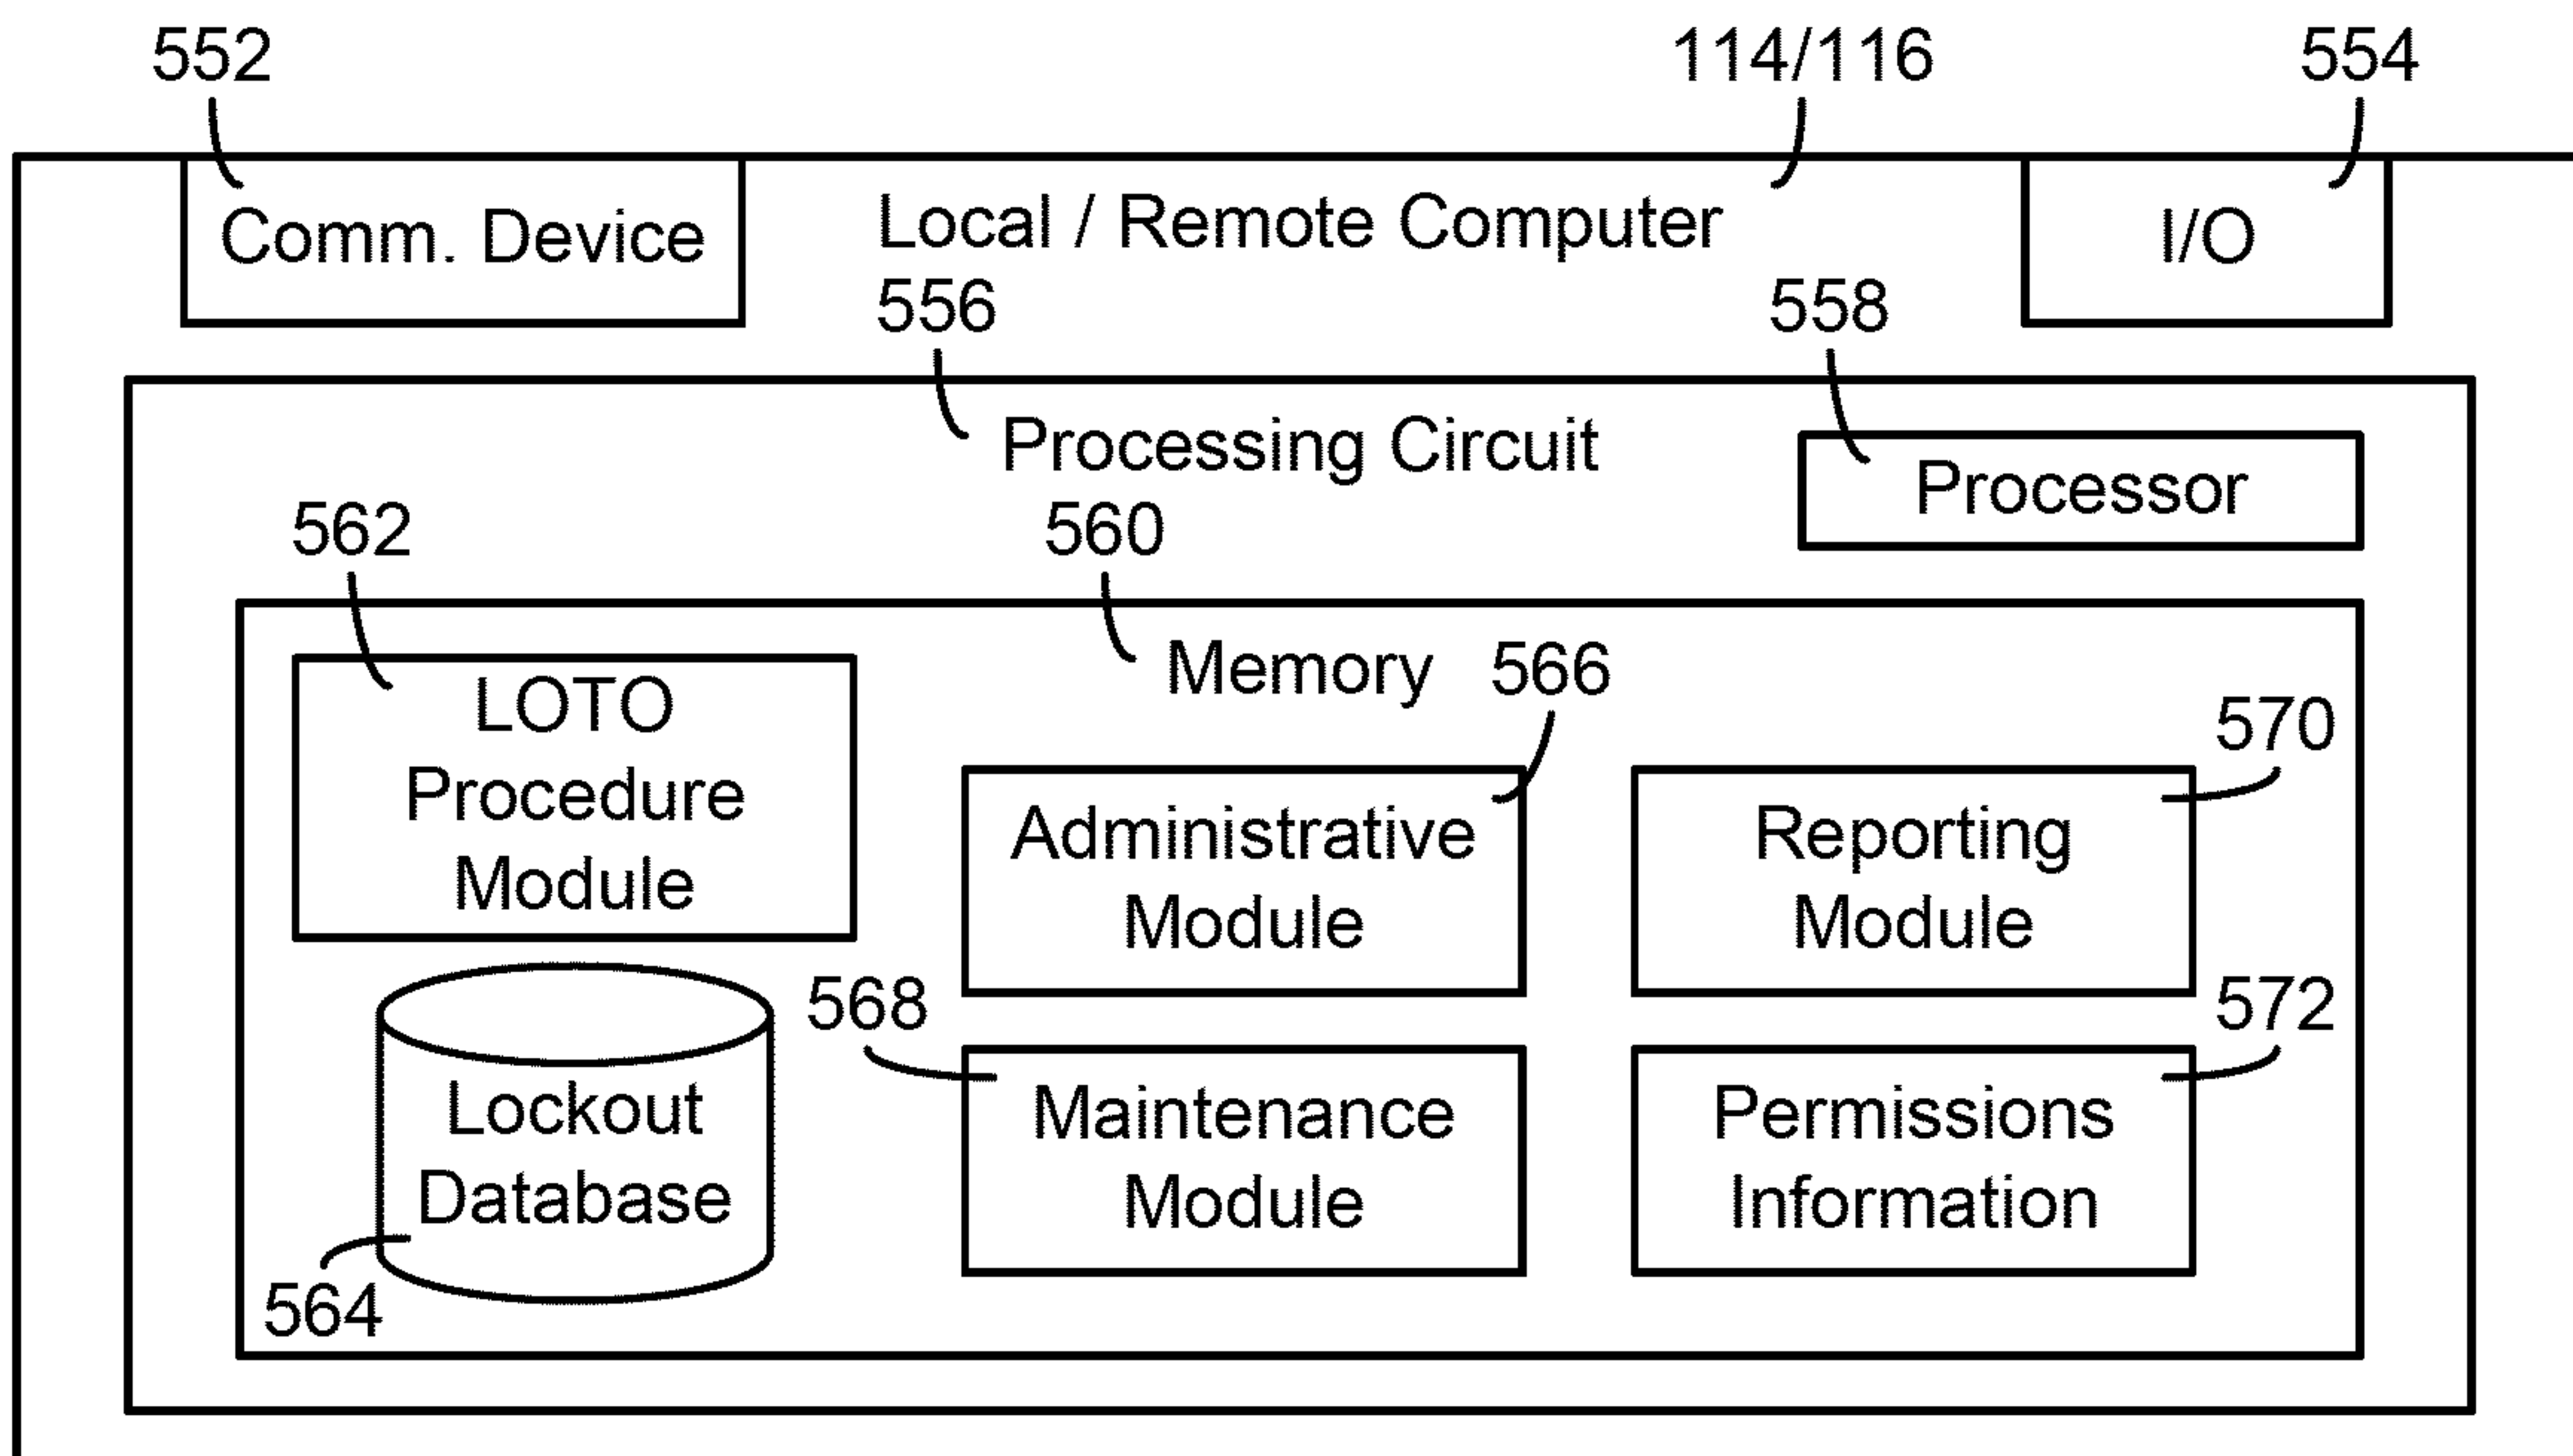 552
114/116
554
Comm. Device
Local / Remote Computer
I/O
556
558
Processing Circuit
Processor
562
560
LOTO
Procedure
Module
Memory
566
570
Administrative
Module
Reporting
Module
568
572
Lockout
Database
Maintenance
Module
Permissions
Information
564